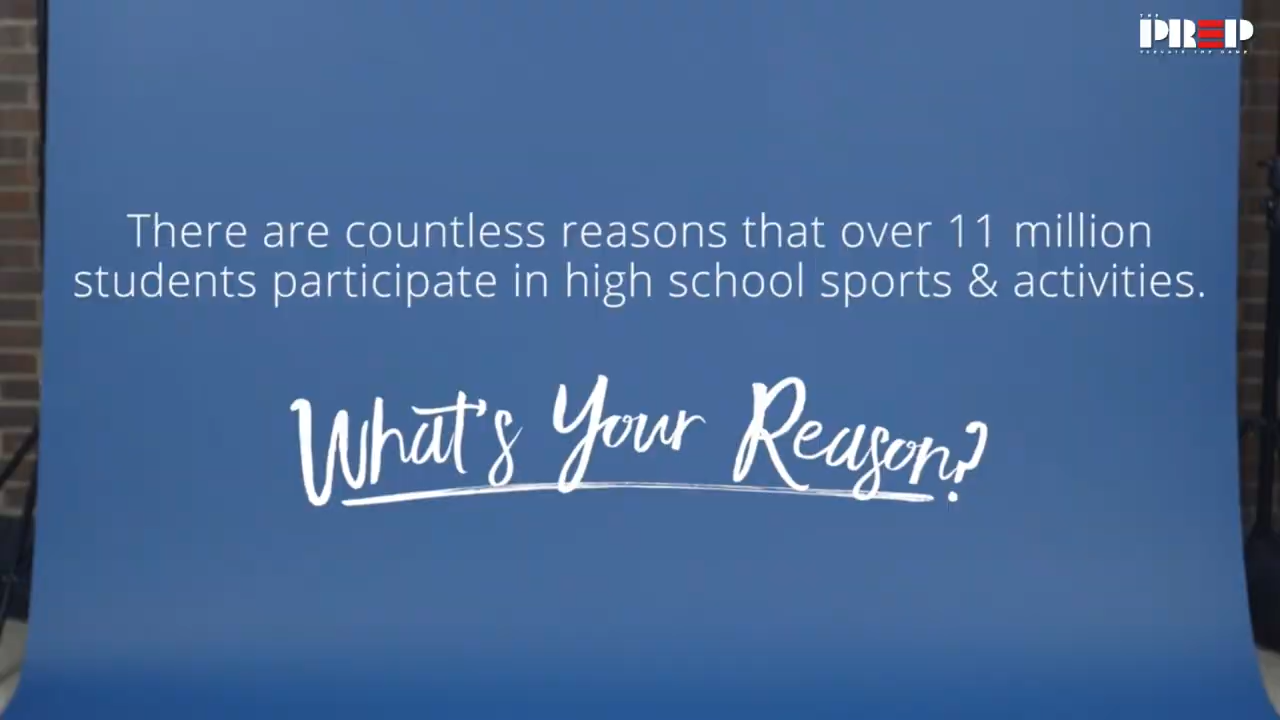 THE
PREP
There are countless reasons that over 11 million
students participate in high school sports & activities.
What's Your Reason?